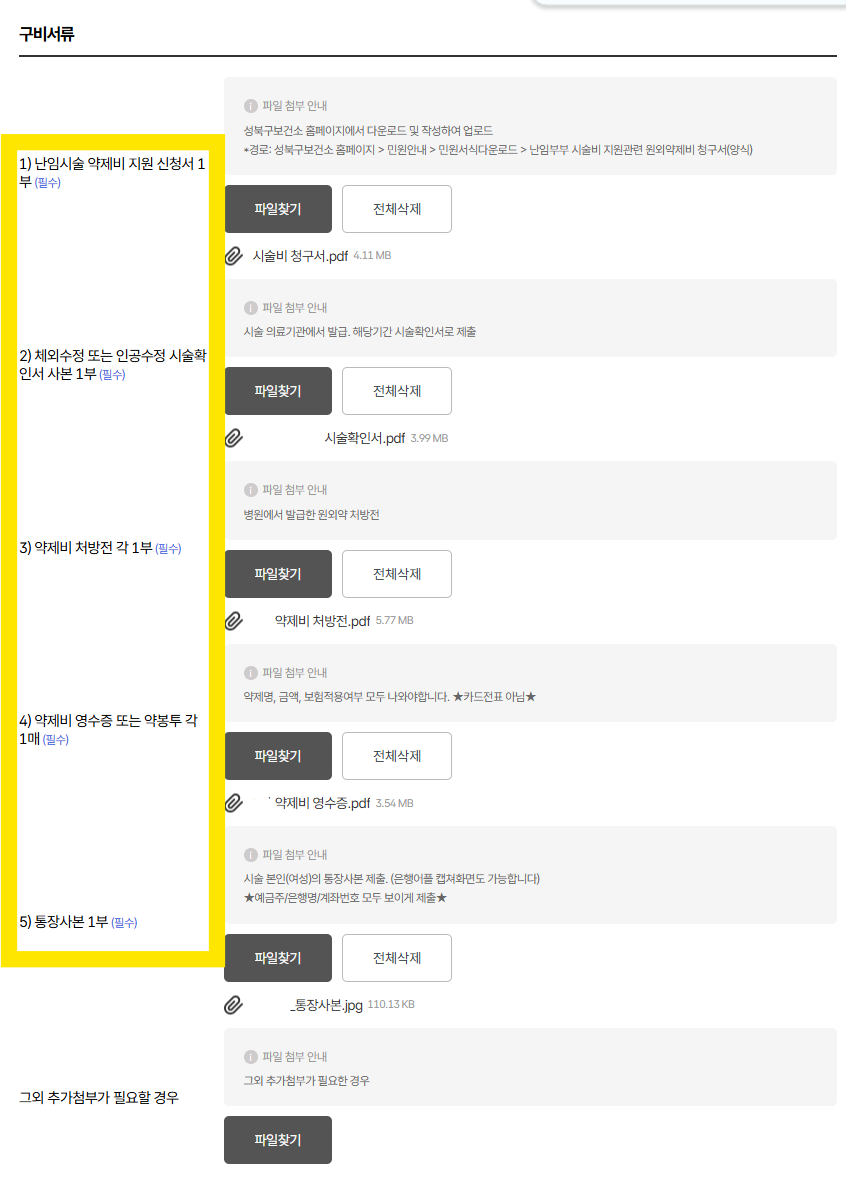 구비서류
파일 첨부 안내
성북구보건소 홈페이지에서 다운로드 및 작성하여 업로드
*경로: 성북구보건소 홈페이지 > 민원안내 > 민원서식다운로드 > 난임부부 시술비 지원관련 원외약제비 청구서(양식)
1) 난임시술 약제비 지원 신청서 1
부 (필수)
파일찾기 전체삭제
시술비 청구서.pdf 4.11 MB
파일 첨부 안내
시술 의료기관에서 발급. 해당기간 시술확인서로 제출
2) 체외수정 또는 인공수정 시술확
인서 사본 1부 (필수)
파일찾기 전체삭제
시술확인서.pdf 3.99 MB
파일 첨부 안내
병원에서 발급한 원외약 처방전
3) 약제비 처방전 각 1부 (필수)
파일찾기 전체삭제
약제비 처방전.pdf 5.77 MB
파일 첨부 안내
약제명, 금액, 보험적용여부 모두 나와야합니다. ★카드전표 아님★
4) 약제비 영수증 또는 약봉투 각
1매 (필수)
파일찾기 전체삭제
약제비 영수증.pdf 3.54 MB
파일 첨부 안내
시술 본인(여성)의 통장사본 제출. (은행어플 캡쳐화면도 가능합니다)
★예금주/은행명/계좌번호 모두 보이게 제출★
5) 통장사본 1부 (필수)
파일찾기 전체삭제
_통장사본.jpg 110.13 KB
파일 첨부 안내
그외 추가첨부가 필요한 경우
그외 추가첨부가 필요할 경우
파일찾기